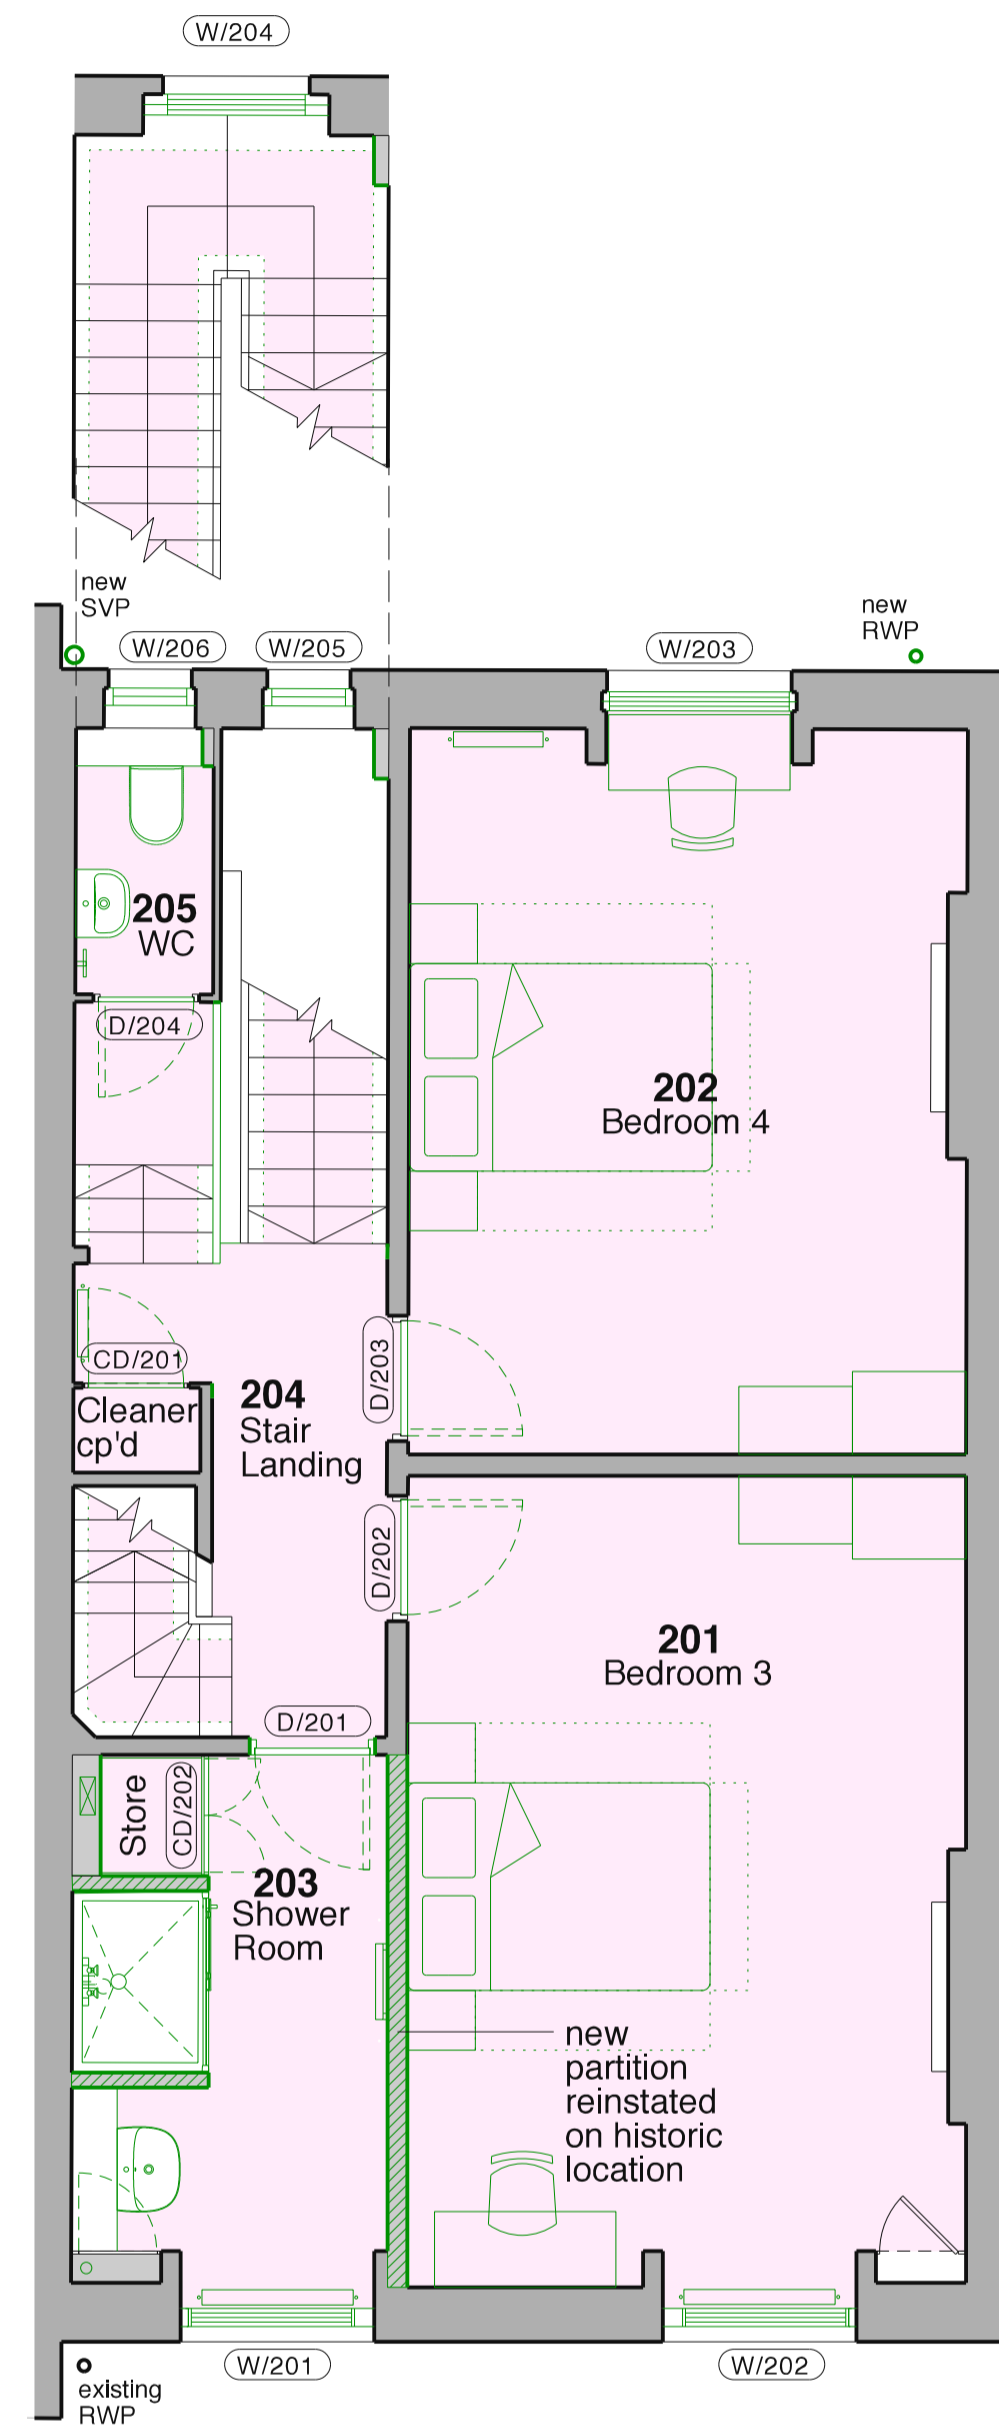 W/204
new
SVP
new
RWP
W/206
W/205
W/203
205
WC
D/204
202
Bedroom 4
CD/201
D/203
204
Stair
Landing
Cleaner
cp'd
D/202
201
Bedroom 3
D/201
Store
CD/202
203
Shower
Room
new
partition
reinstated
on historic
location
W/201
W/202
existing
RWP